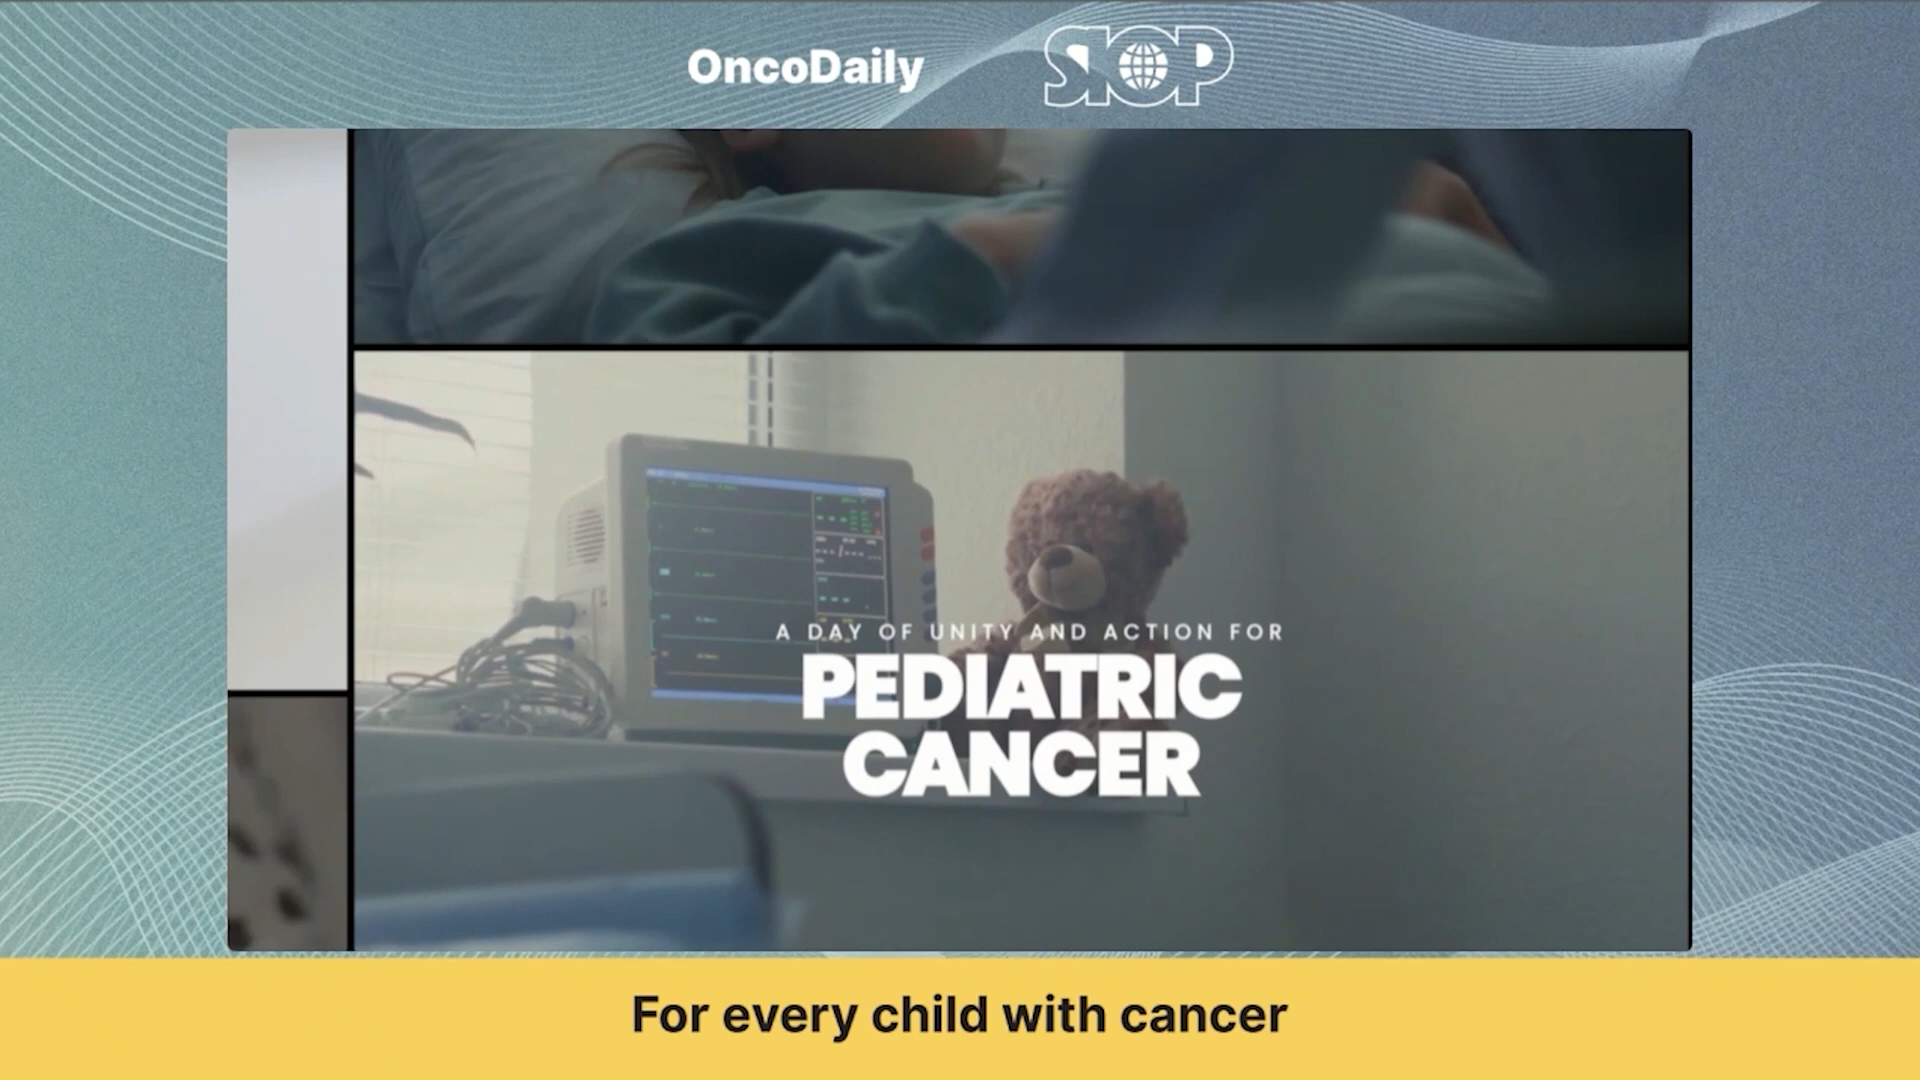 OncoDaily
SIOP
A DAY OF UNITY AND ACTION FOR
PEDIATRIC
CANCER
For every child with cancer